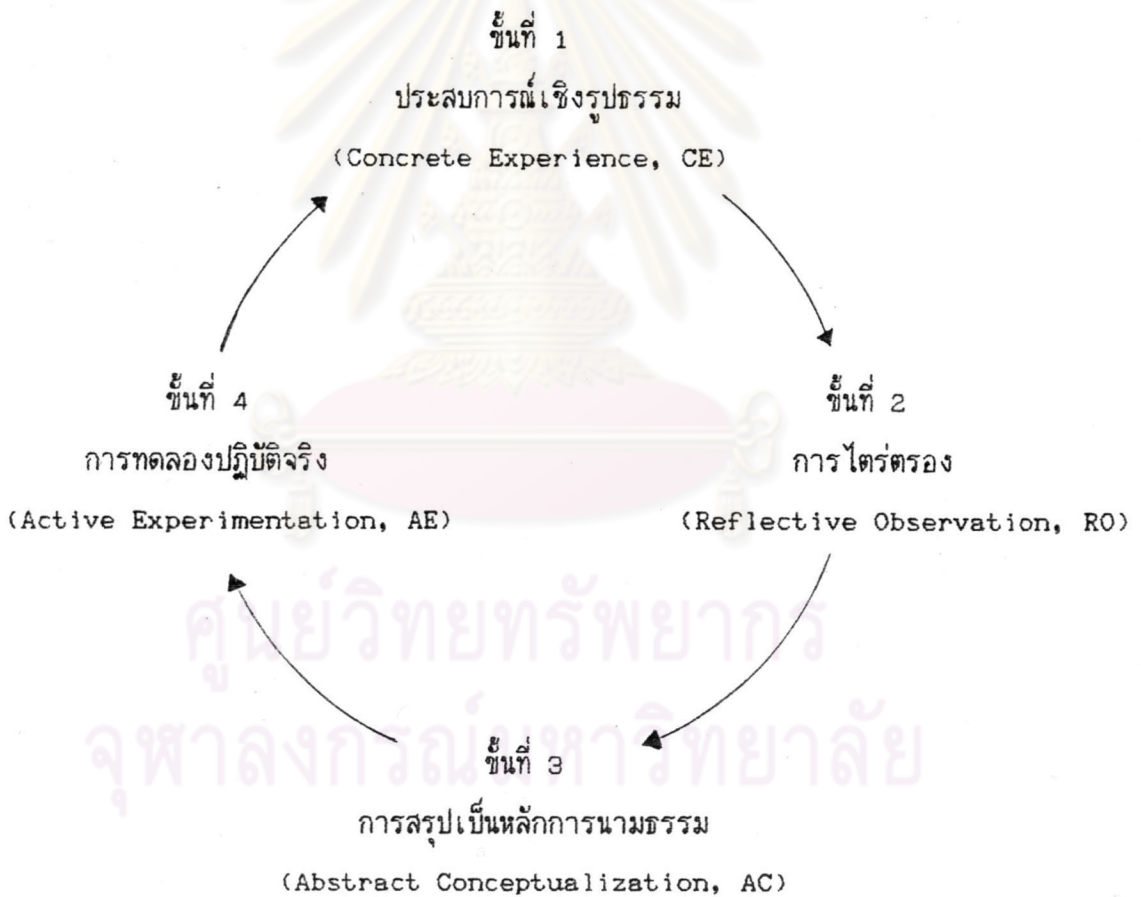 ขั้นที่ 1
ประสบการณ์เชิงรูปธรรม
(Concrete Experience, CE)
ขั้นที่ 4
การทดลองปฏิบัติจริง
(Active Experimentation, AE)
ขั้นที่ 2
การไตร่ตรอง
(Reflective Observation, RO)
ศูนย์วิทยทรัพยากร
จุฬาลงกรณ์มหาวิทยาลัย
ขั้นที่ 3
การสรุปเป็นหลักการนามธรรม
(Abstract Conceptualization, AC)